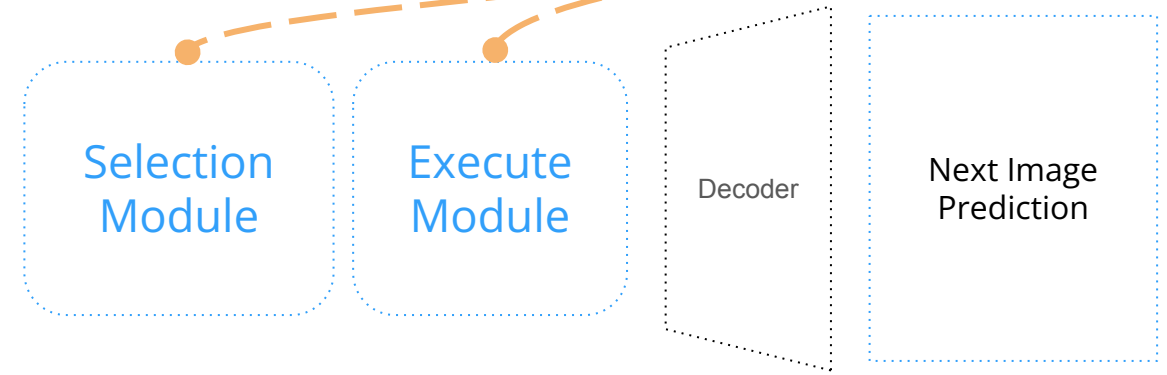 Selection
Module
Execute
Module
Decoder
Next Image
Prediction